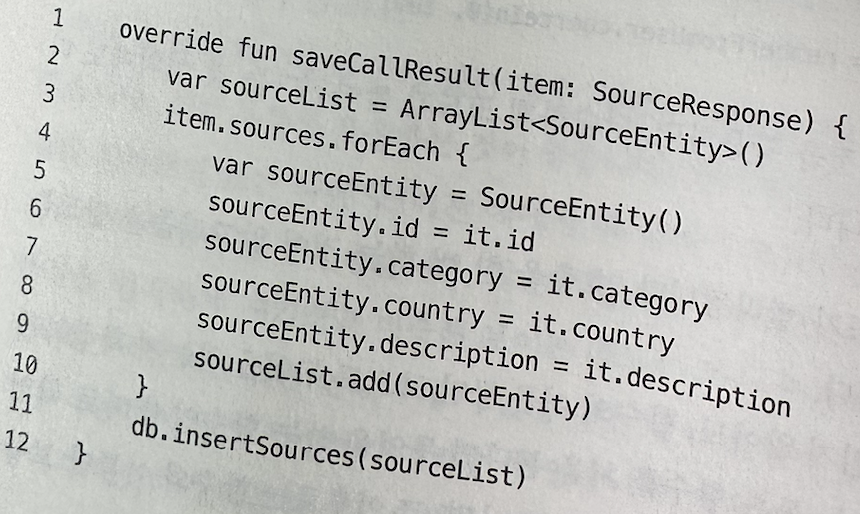 1 override fun saveCallResult(item: SourceResponse) {
2 var sourceList = ArrayList<SourceEntity>()
3 item.sources.forEach {
4 var sourceEntity = SourceEntity()
5 sourceEntity.id = it.id
6 sourceEntity.category = it.category
7 sourceEntity.country = it.country
8 sourceEntity.description = it.description
9 sourceList.add(sourceEntity)
10 }
11 db.insertSources(sourceList)
12 }